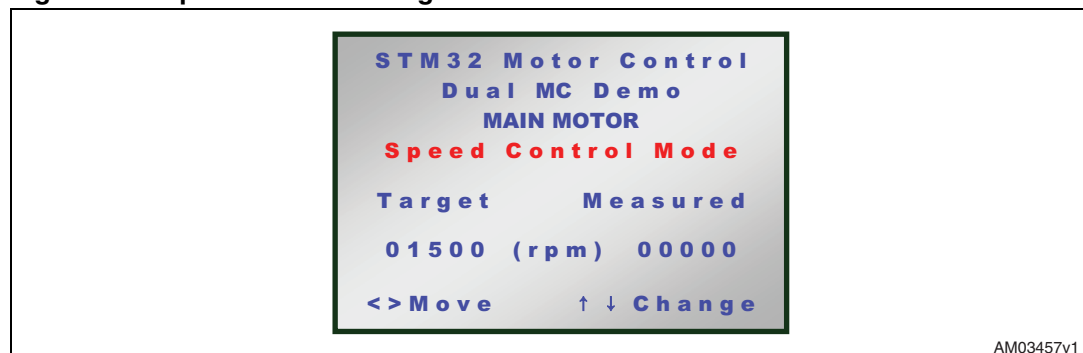 STM32 Motor Control
Dual MC Demo
MAIN MOTOR
Speed Control Mode
Target Measured
01500 (rpm) 00000
<>Move ↑ ↓ Change
AM03457v1